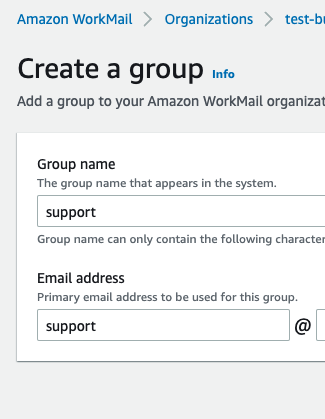 Amazon WorkMail > Organizations > test-b
Create a group Info
Add a group to your Amazon WorkMail organizat
Group name
The group name that appears in the system.
support
Group name can only contain the following character
Email address
Primary email address to be used for this group.
support @